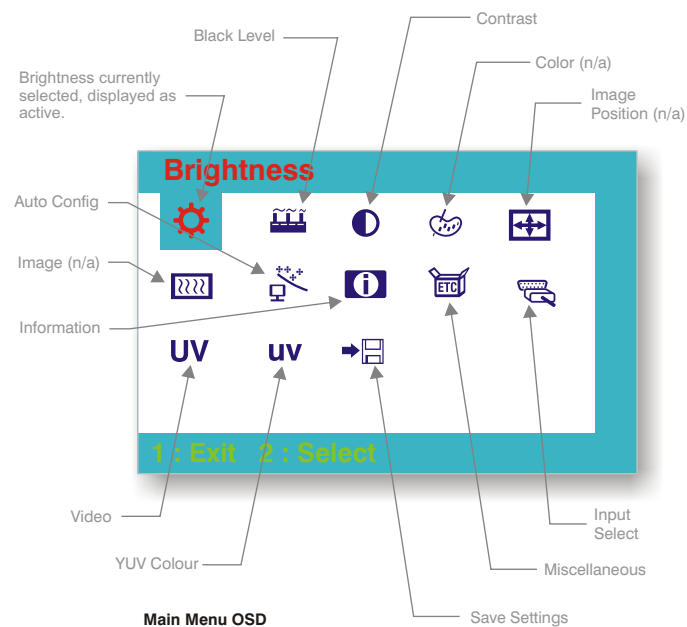 Contrast
Black Level
Color (n/a)
Brightness currently
selected, displayed as
active.
Image
Position (n/a)
Brightness
Auto Config
Image (n/a)
ETC
Information
UV
uv
1 : Exit 2 : Select
Video
Input
Select
YUV Colour
Miscellaneous
Main Menu OSD
Save Settings